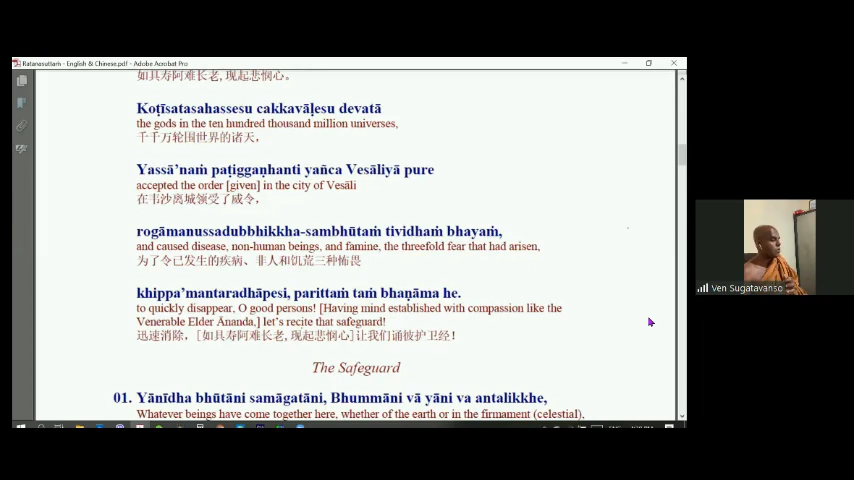 Ratanasuttaṁ - English & Chinese.pdf - Adobe Acrobat Pro
如具寿阿难长老, 现起悲悯心。
Koṭīsatasahassesu cakkavāḷesu devatā
the gods in the ten hundred thousand million universes,
千千万轮围世界的诸天,
Yassā’naṁ paṭiggaṇhanti yañca Vesāliyā pure
accepted the order [given] in the city of Vesāli
在韦沙离城领受了威令,
rogāmanussadubbhikkha-sambhūtaṁ tividhaṁ bhayaṁ,
and caused disease, non-human beings, and famine, the threefold fear that had arisen,
为了令已发生的疾病、非人和饥荒三种怖畏
khippa’mantaradhāpesi, parittaṁ taṁ bhaṇāma he.
to quickly disappear, O good persons! [Having mind established with compassion like the
Venerable Elder Ānanda,] let’s recite that safeguard!
迅速消除, [如具寿阿难长老, 现起悲悯心]让我们诵彼护卫经!
The Safeguard
01. Yānīdha bhūtāni samāgatāni, Bhummāni vā yāni va antalikkhe,
Whatever beings have come together here, whether of the earth or in the firmament (celestial),
Ven Sugatavanso